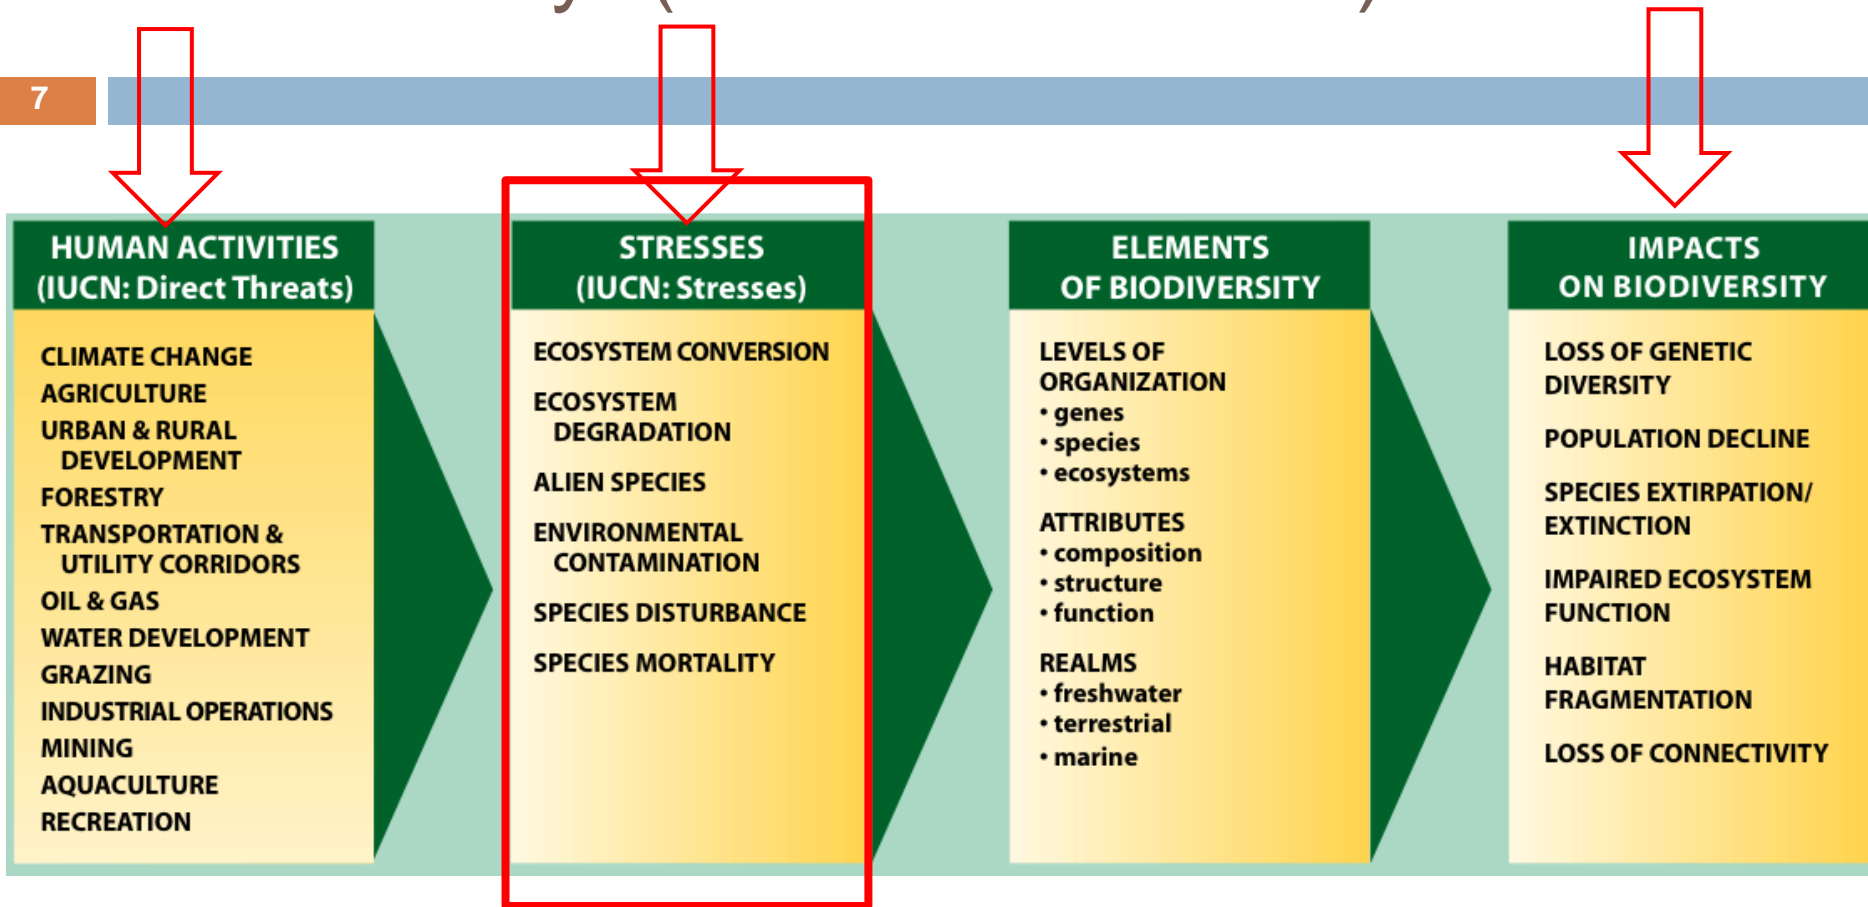 7
HUMAN ACTIVITIES
(IUCN: Direct Threats)
CLIMATE CHANGE
AGRICULTURE
URBAN & RURAL
DEVELOPMENT
FORESTRY
TRANSPORTATION &
UTILITY CORRIDORS
OIL & GAS
WATER DEVELOPMENT
GRAZING
INDUSTRIAL OPERATIONS
MINING
AQUACULTURE
RECREATION
STRESSES
(IUCN: Stresses)
ECOSYSTEM CONVERSION
ECOSYSTEM
DEGRADATION
ALIEN SPECIES
ENVIRONMENTAL
CONTAMINATION
SPECIES DISTURBANCE
SPECIES MORTALITY
ELEMENTS
OF BIODIVERSITY
LEVELS OF
ORGANIZATION
• genes
• species
• ecosystems
ATTRIBUTES
• composition
• structure
• function
REALMS
• freshwater
• terrestrial
• marine
IMPACTS
ON BIODIVERSITY
LOSS OF GENETIC
DIVERSITY
POPULATION DECLINE
SPECIES EXTIRPATION/
EXTINCTION
IMPAIRED ECOSYSTEM
FUNCTION
HABITAT
FRAGMENTATION
LOSS OF CONNECTIVITY